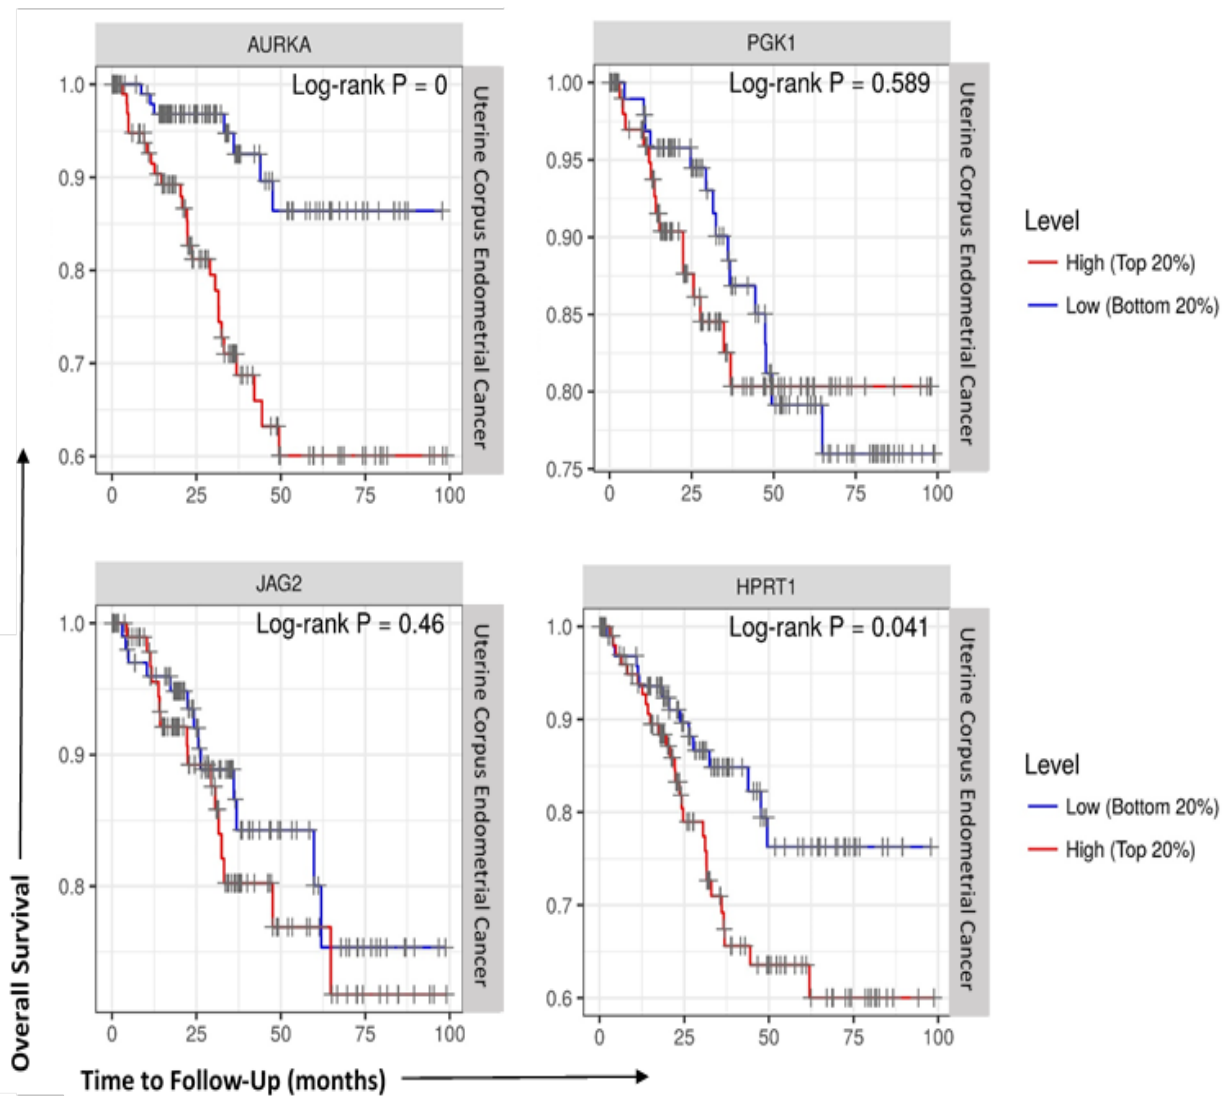 AURKA
Log-rank P = 0
Uterine Corpus Endometrial Cancer
1.0
0.9
0.8
0.7
0.6
0 25 50 75 100
PGK1
Log-rank P = 0.589
Uterine Corpus Endometrial Cancer
1.00
0.95
0.90
0.85
0.80
0.75
0 25 50 75 100
Level
High (Top 20%)
Low (Bottom 20%)
JAG2
Log-rank P = 0.46
Uterine Corpus Endometrial Cancer
1.0
0.9
0.8
0 25 50 75 100
HPRT1
Log-rank P = 0.041
Uterine Corpus Endometrial Cancer
1.0
0.9
0.8
0.7
0.6
0 25 50 75 100
Level
Low (Bottom 20%)
High (Top 20%)
Overall Survival
Time to Follow-Up (months)